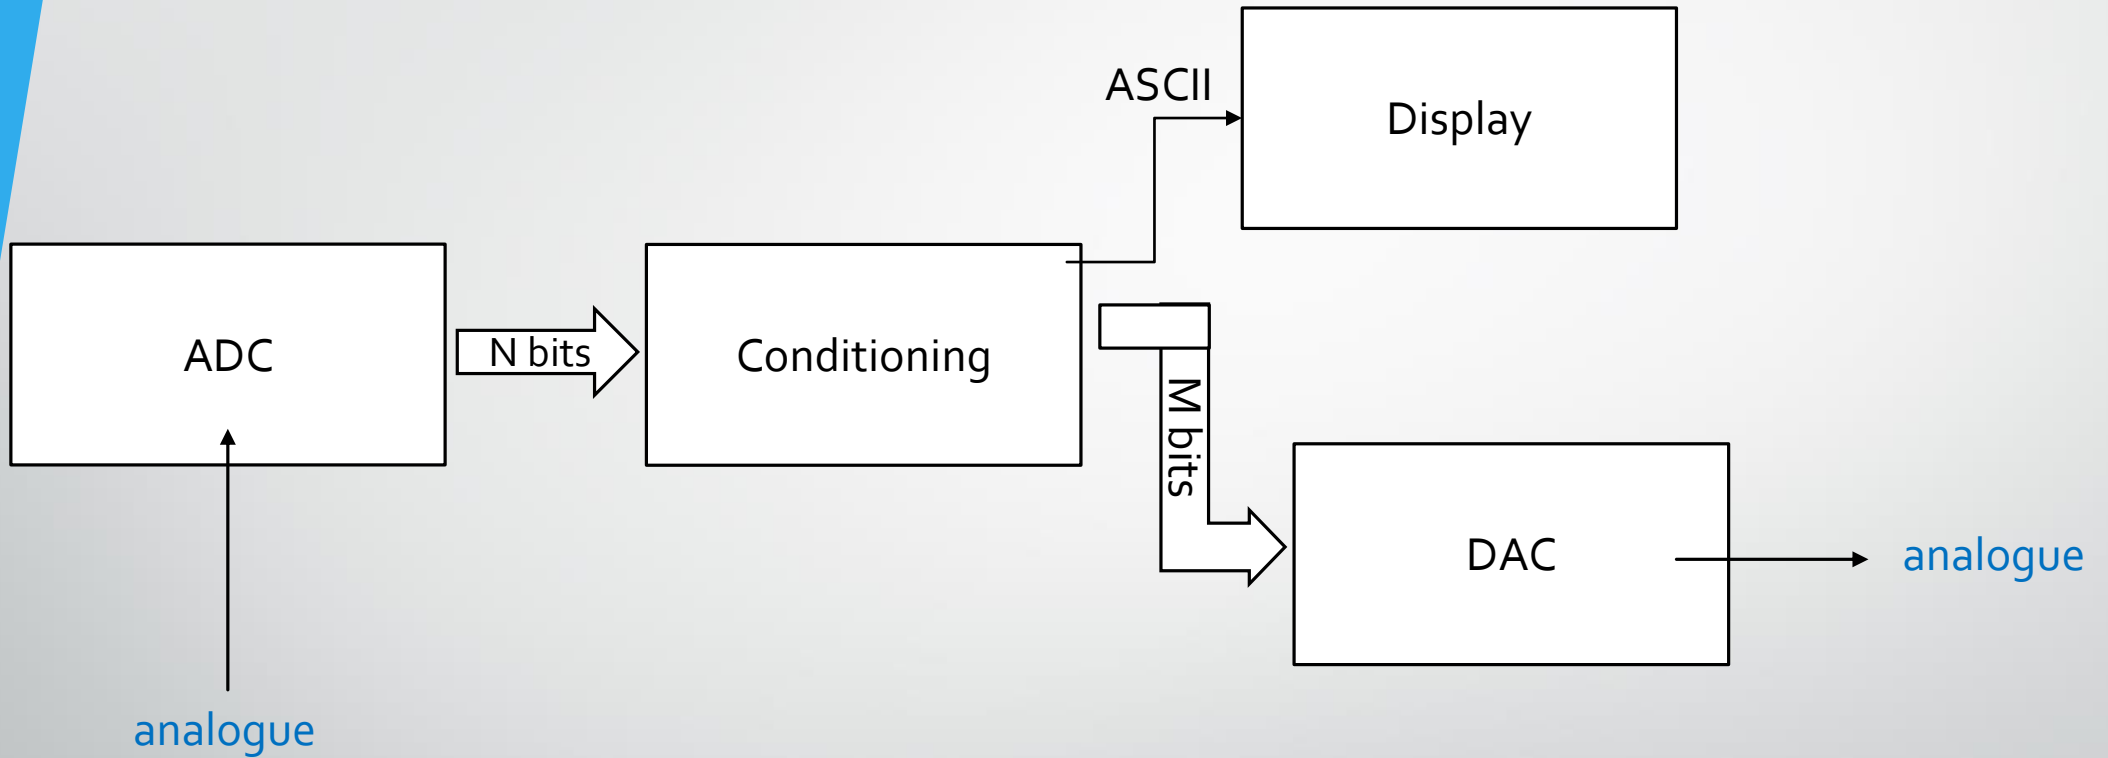 ASCII
Display
ADC
N bits
Conditioning
M bits
DAC
analogue
analogue